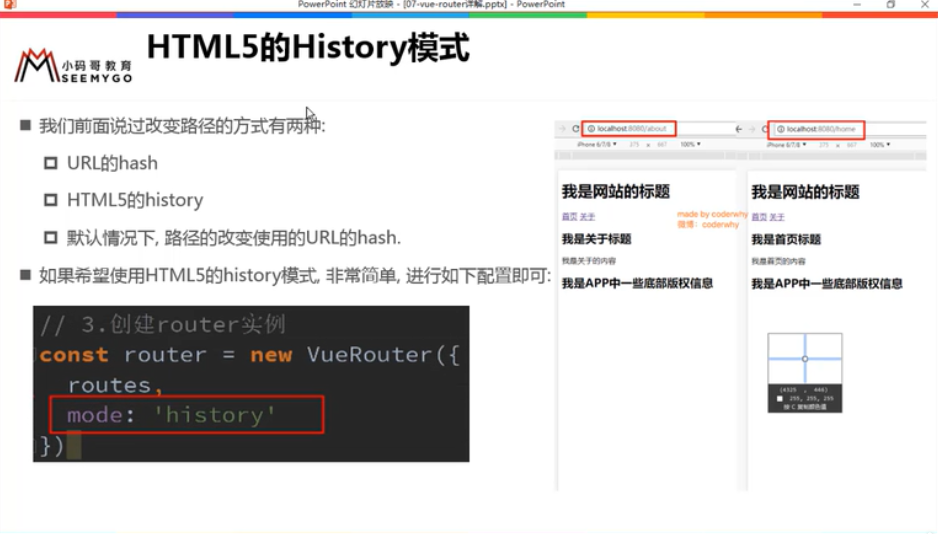 PowerPoint 幻灯片放映 - [07-vue-router详解.pptx] - PowerPoint
HTML5的History模式
小码哥教育
SEEMYGO
我们前面说过改变路径的方式有两种:
URL的hash
HTML5的history
默认情况下, 路径的改变使用的URL的hash.
如果希望使用HTML5的history模式, 非常简单, 进行如下配置即可:
// 3.创建router实例
const router = new VueRouter({
routes,
mode: 'history'
})
localhost:8080/about
iPhone 6/7/8 375 × 667 100%
我是网站的标题
首页 关于
made by coderwhy
微博: coderwhy
我是关于标题
我是关于的内容
我是APP中一些底部版权信息
localhost:8080/home
iPhone 6/7/8 375 × 667 100%
我是网站的标题
首页 关于
我是首页标题
我是首页的内容
我是APP中一些底部版权信息
255, 255, 255
按 C 复制颜色值